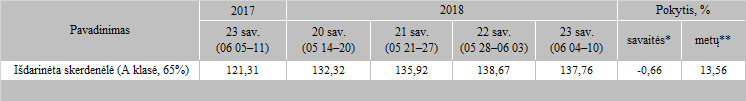 Pavadinimas 2017 2018 Pokytis, %
23 sav. (06 05–11) 20 sav. (05 14–20) 21 sav. (05 21–27) 22 sav. (05 28–06 03) 23 sav. (06 04–10) savaitės* metų**
Išdarinėta skerdenėlė (A klasė, 65%) 121,31 132,32 135,92 138,67 137,76 -0,66 13,56